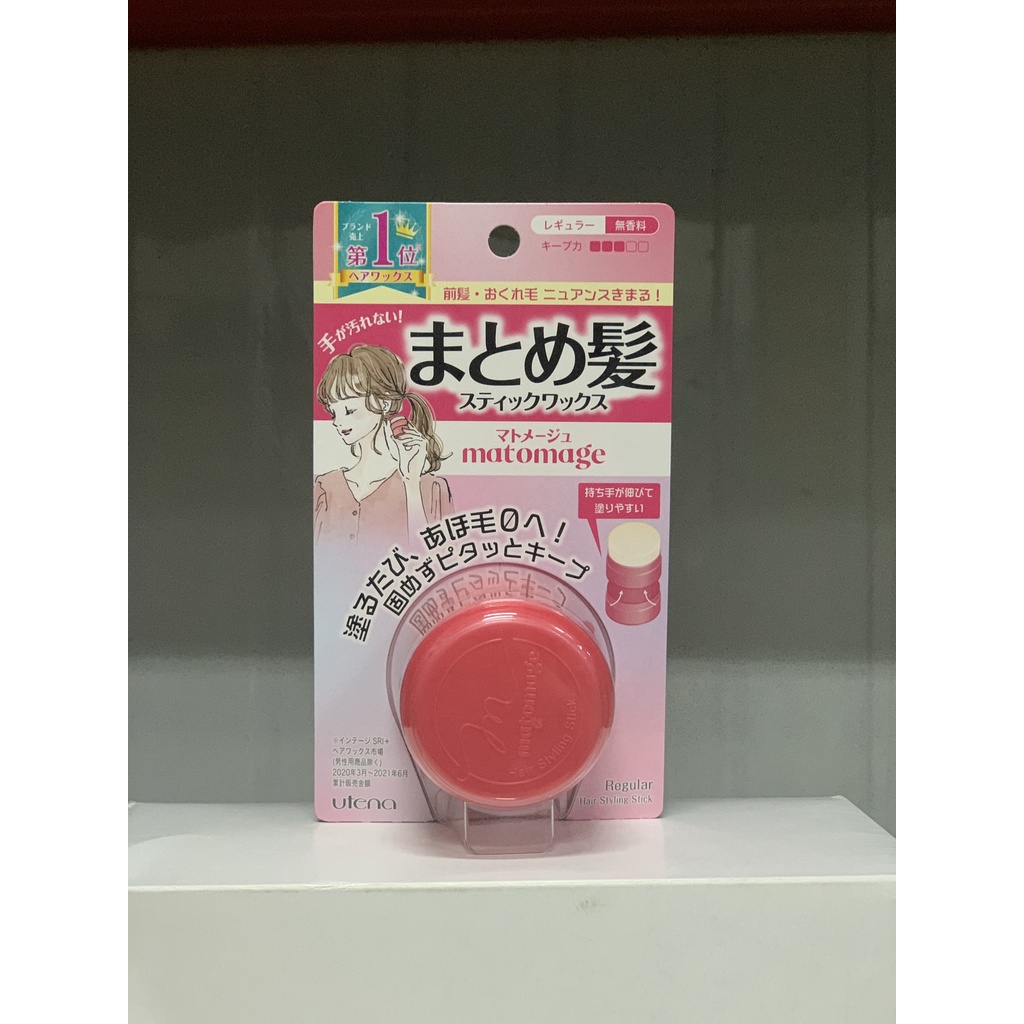 ブランド
売上
第1位
ヘアワックス
レギュラー 無香料
キープ力
前髪・おくれ毛 ニュアンスきまる!
手が汚れない!
まとめ髪
スティックワックス
マトメージュ
matomage
持ち手が伸びて
塗りやすい
塗るたび、あほ毛0へ!
固めずピタッとキープ
matomage
Hair Styling Stick
※インテージSRI+
ヘアワックス市場
(男性用商品除く)
2020年3月〜2021年6月
累計販売金額
utena
Regular
Hair Styling Stick